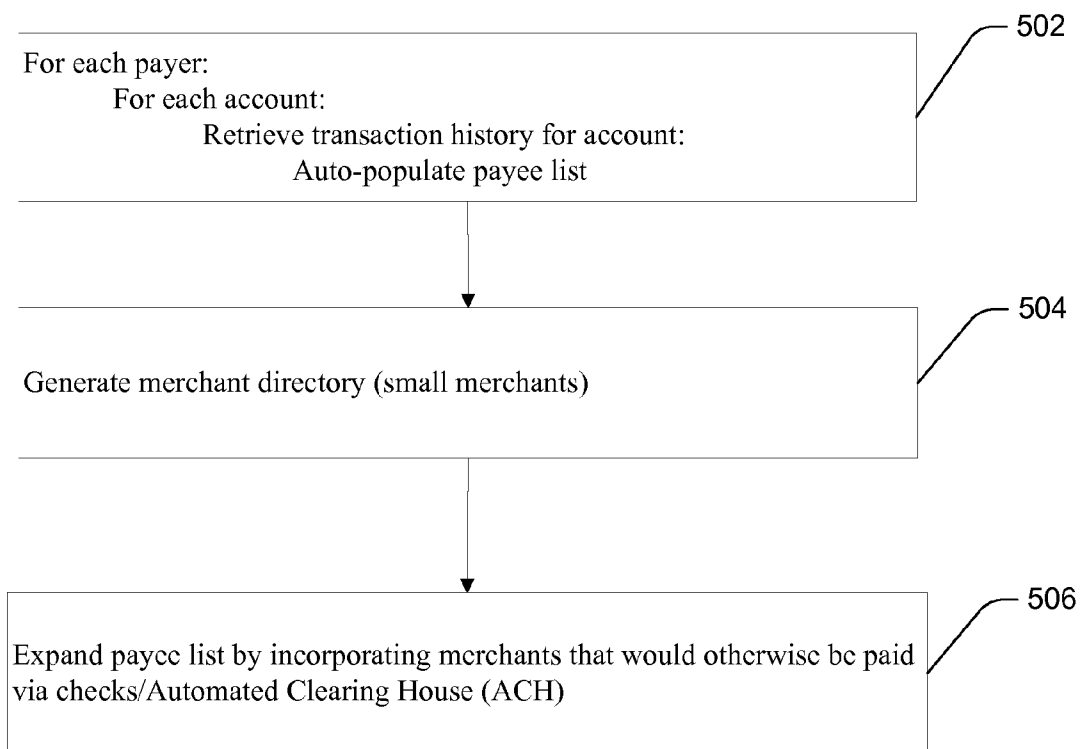 502
For each payer:
For each account:
Retrieve transaction history for account:
Auto-populate payee list
504
Generate merchant directory (small merchants)
506
Expand payee list by incorporating merchants that would otherwise be paid
via checks/Automated Clearing House (ACH)